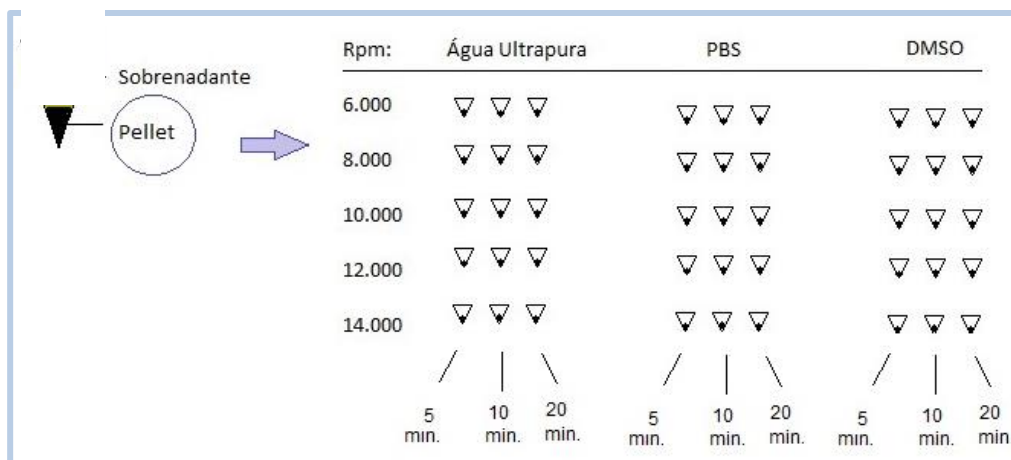 Rpm: Água Ultrapura PBS DMSO
Sobrenadante
Pellet
6.000
8.000
10.000
12.000
14.000
5 10 20 5 10 20 5 10 20
min. min. min. min. min. min. min. min. min.